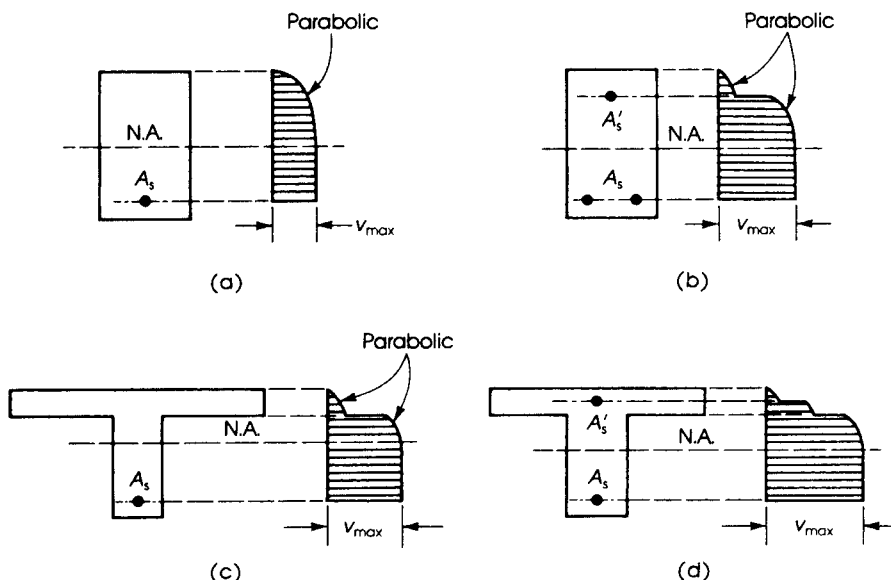 Parabolic
N.A.
A_s
v_max
(a)
Parabolic
A_s'
N.A.
A_s
v_max
(b)
Parabolic
N.A.
A_s
v_max
(c)
A_s'
N.A.
A_s
v_max
(d)